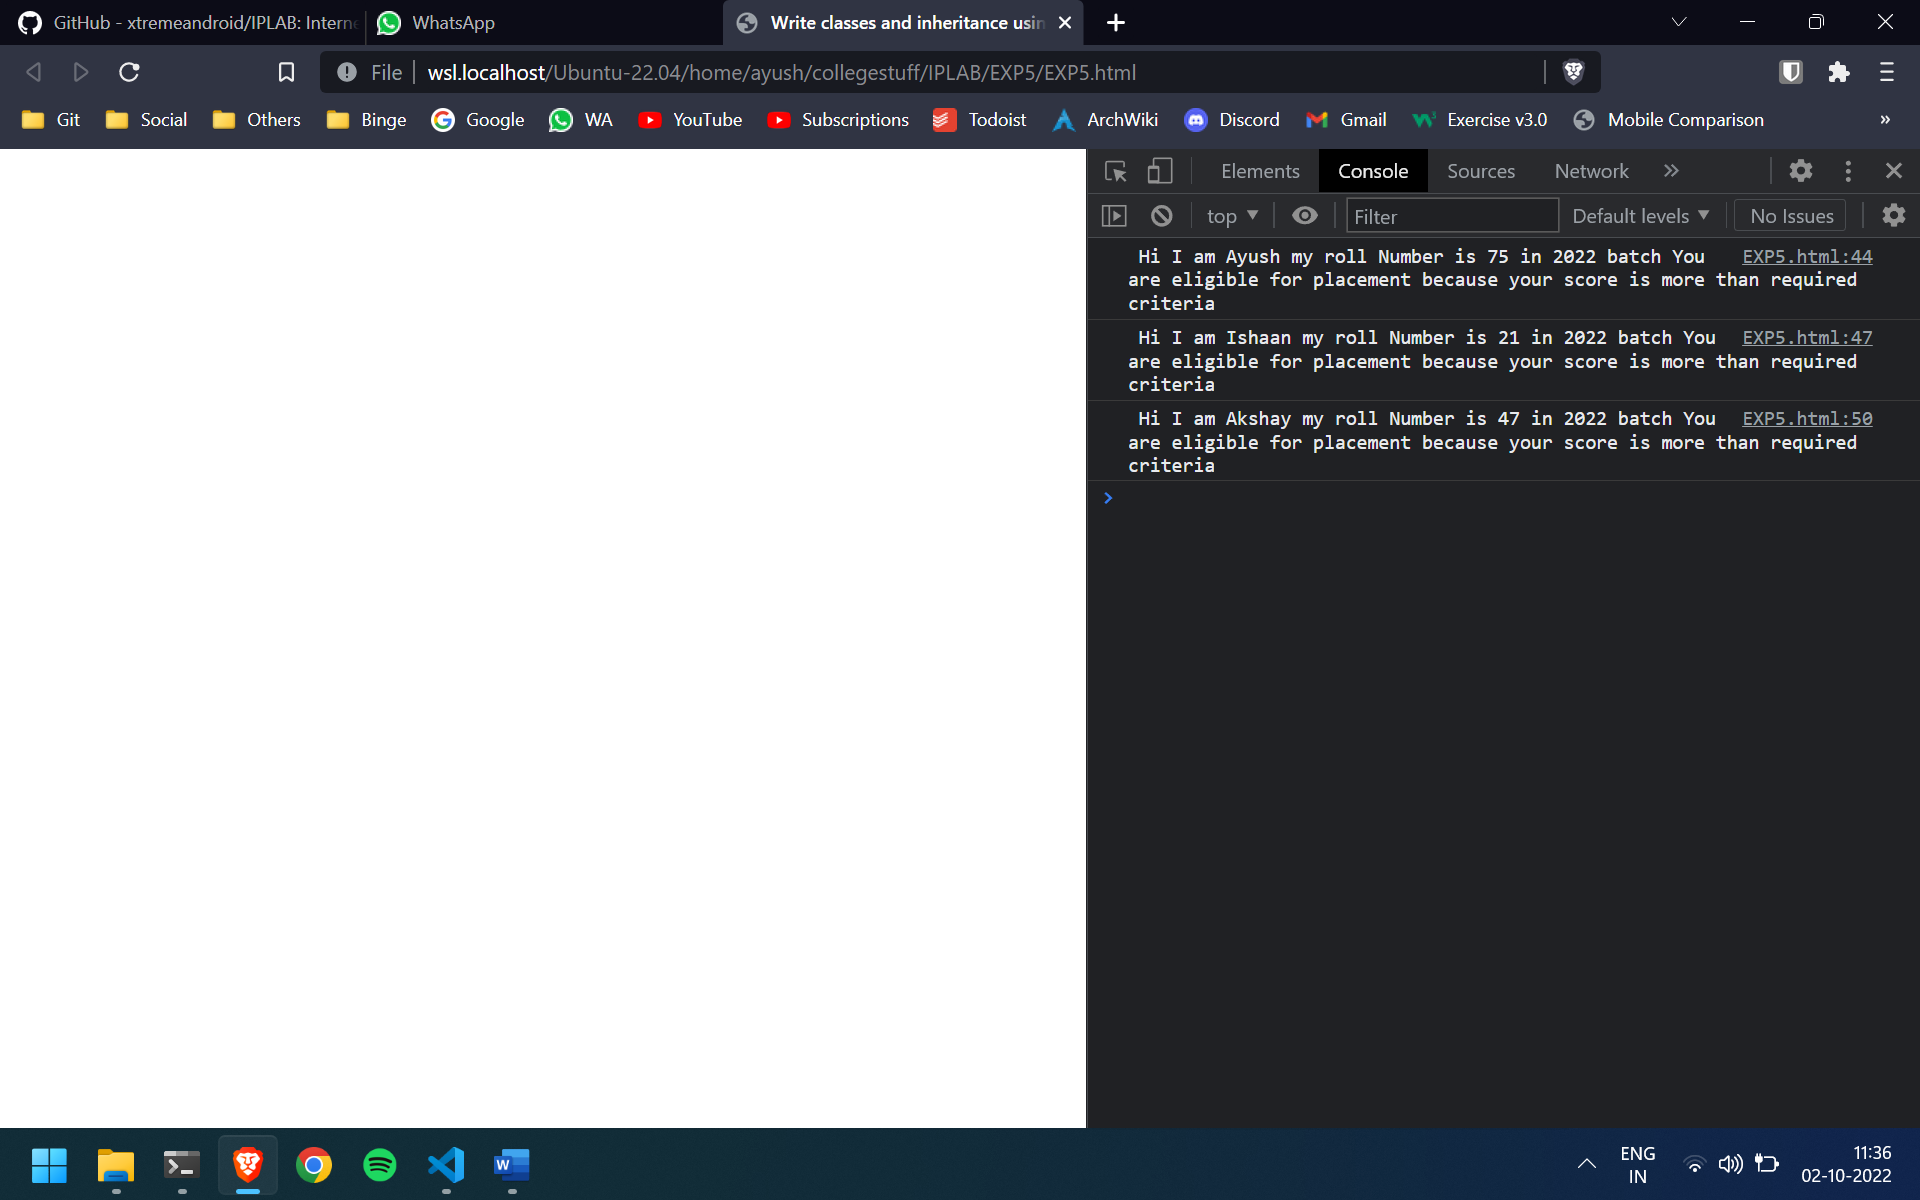 GitHub - xtremeandroid/IPLAB: Interne
WhatsApp
Write classes and inheritance usin
File
wsl.localhost/Ubuntu-22.04/home/ayush/collegestuff/IPLAB/EXP5/EXP5.html
Git Social Others Binge Google WA YouTube Subscriptions Todoist ArchWiki Discord Gmail Exercise v3.0 Mobile Comparison »
Elements Console Sources Network
top Filter Default levels No Issues
Hi I am Ayush my roll Number is 75 in 2022 batch You EXP5.html:44
are eligible for placement because your score is more than required
criteria
Hi I am Ishaan my roll Number is 21 in 2022 batch You EXP5.html:47
are eligible for placement because your score is more than required
criteria
Hi I am Akshay my roll Number is 47 in 2022 batch You EXP5.html:50
are eligible for placement because your score is more than required
criteria
ENG
IN
11:36
02-10-2022